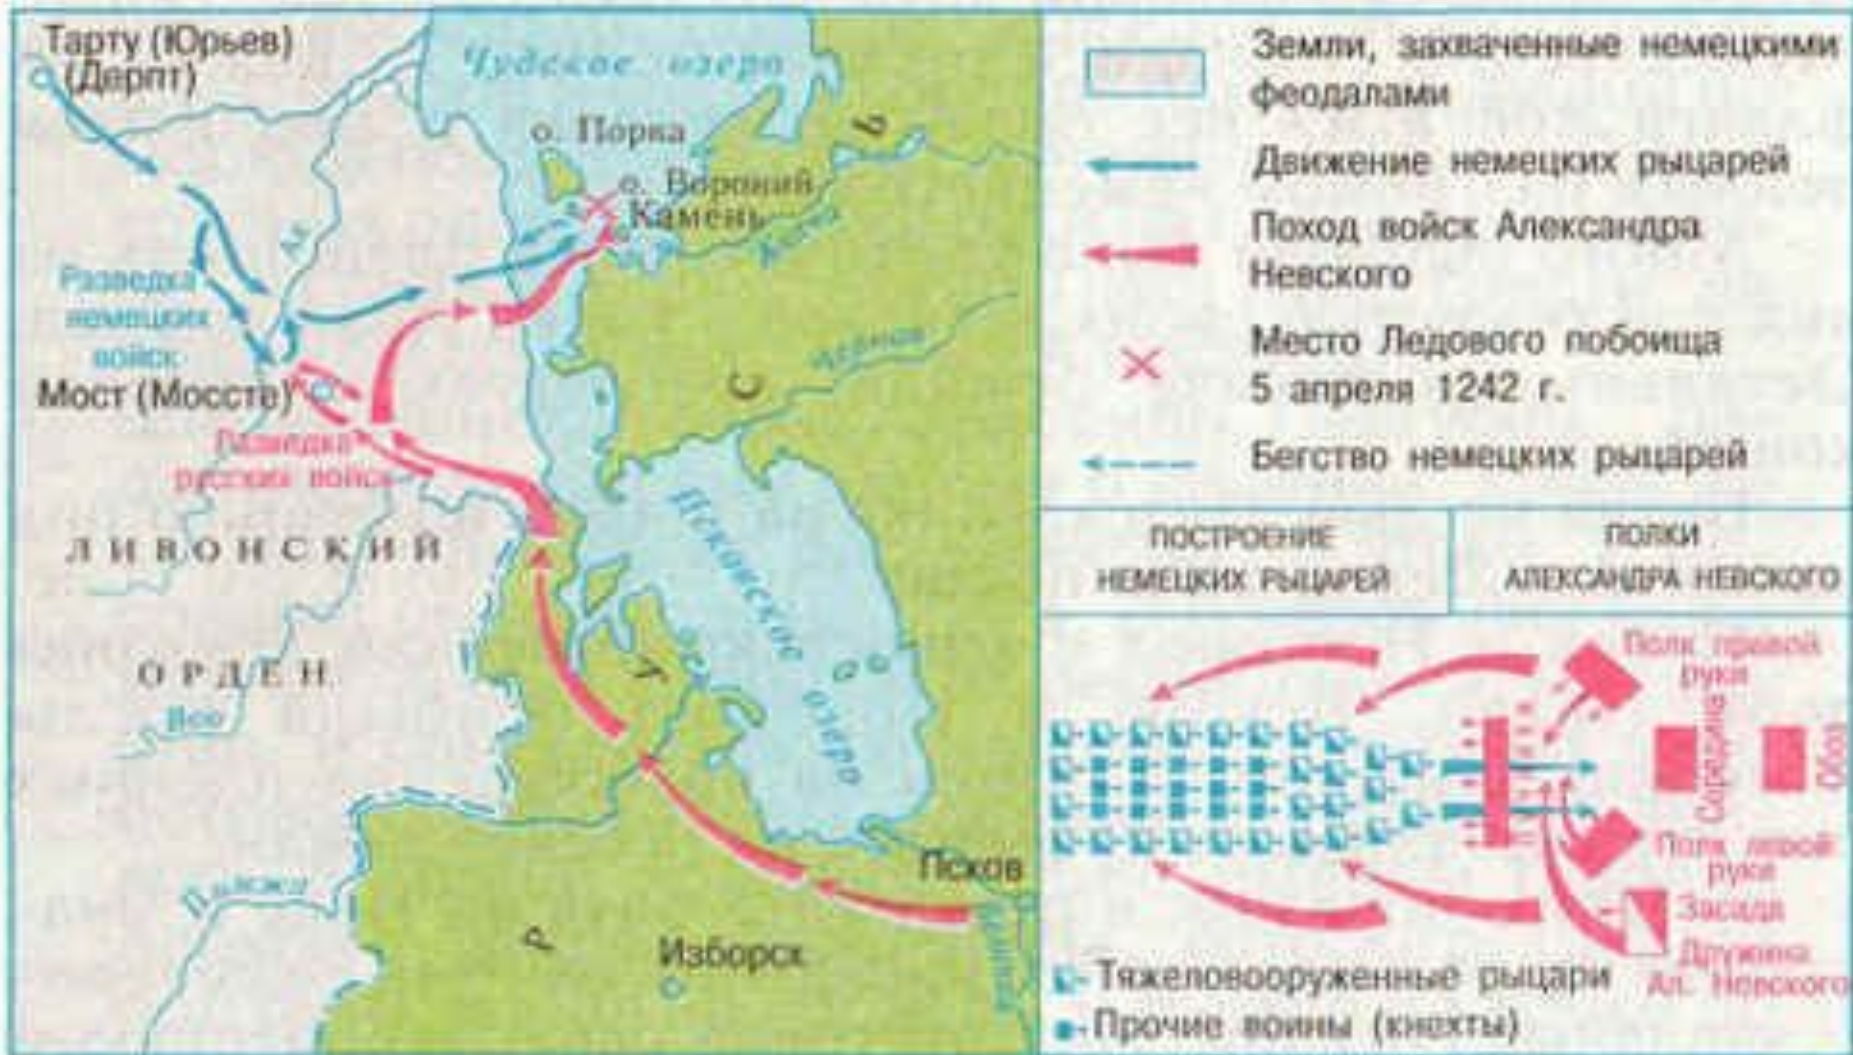 Тарту (Юрьев)
(Дерпт)
Чудское озеро
о. Порка
о. Вороний
Камень
Разведка
немецких
войск
Мост (Моссте)
Разведка
русских войск
ЛИВОНСКИЙ
ОРДЕН
Псковское озеро
Псков
Изборск
Р У С Ь
Земли, захваченные немецкими
феодалами
Движение немецких рыцарей
Поход войск Александра
Невского
Место Ледового побоища
5 апреля 1242 г.
Бегство немецких рыцарей
ПОСТРОЕНИЕ
НЕМЕЦКИХ РЫЦАРЕЙ
ПОЛКИ
АЛЕКСАНДРА НЕВСКОГО
Полк правой
руки
Середина
Обоз
Полк левой
руки
Засада
Дружина
Ал. Невского
Тяжеловооруженные рыцари
Прочие воины (кнехты)